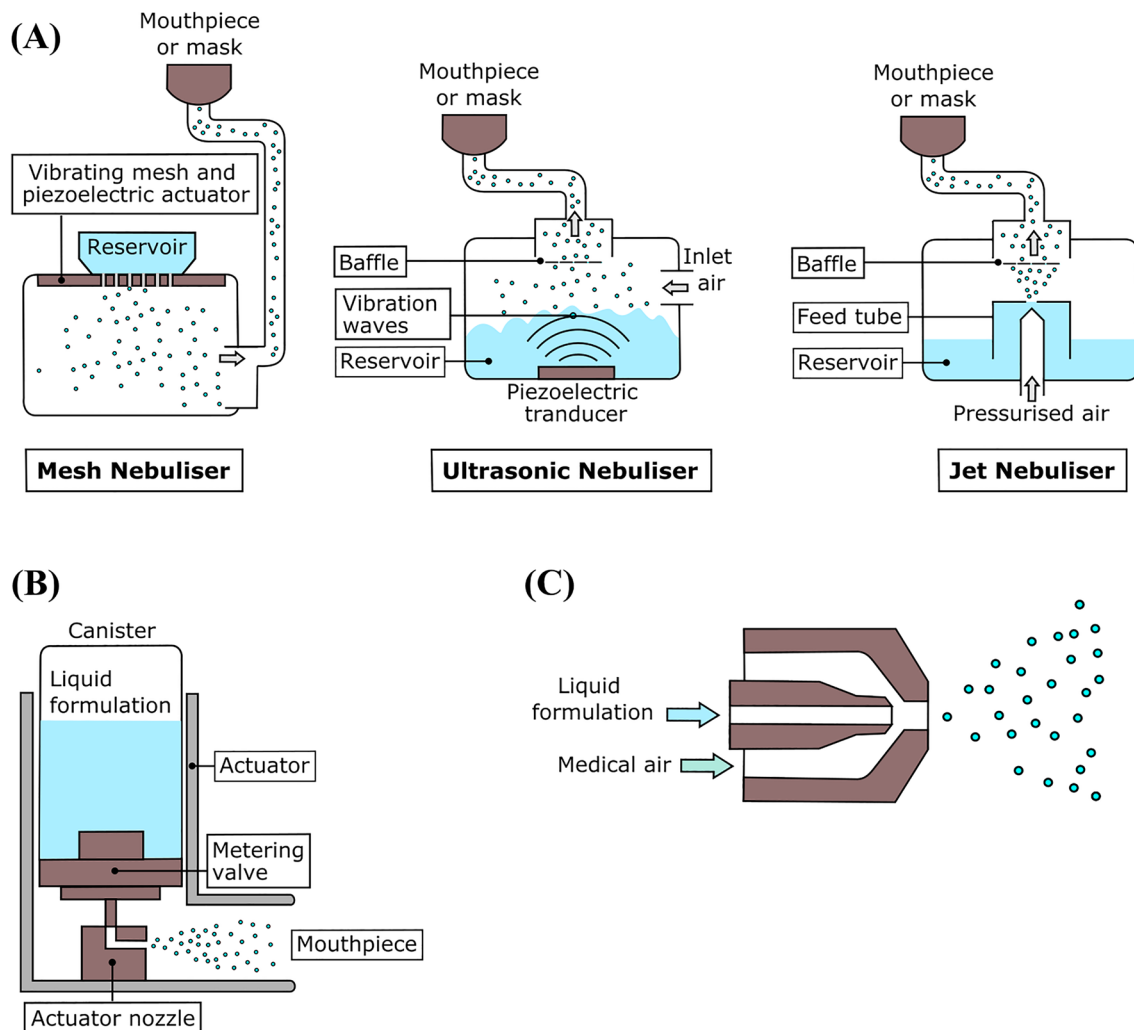 (A)
Mouthpiece
or mask
Vibrating mesh and
piezoelectric actuator
Reservoir
Mesh Nebuliser
Mouthpiece
or mask
Baffle
Inlet
air
Vibration
waves
Reservoir
Piezoelectric
tranducer
Ultrasonic Nebuliser
Mouthpiece
or mask
Baffle
Feed tube
Reservoir
Pressurised air
Jet Nebuliser
(B)
Canister
Liquid
formulation
Actuator
Metering
valve
Mouthpiece
Actuator nozzle
(C)
Liquid
formulation
Medical air